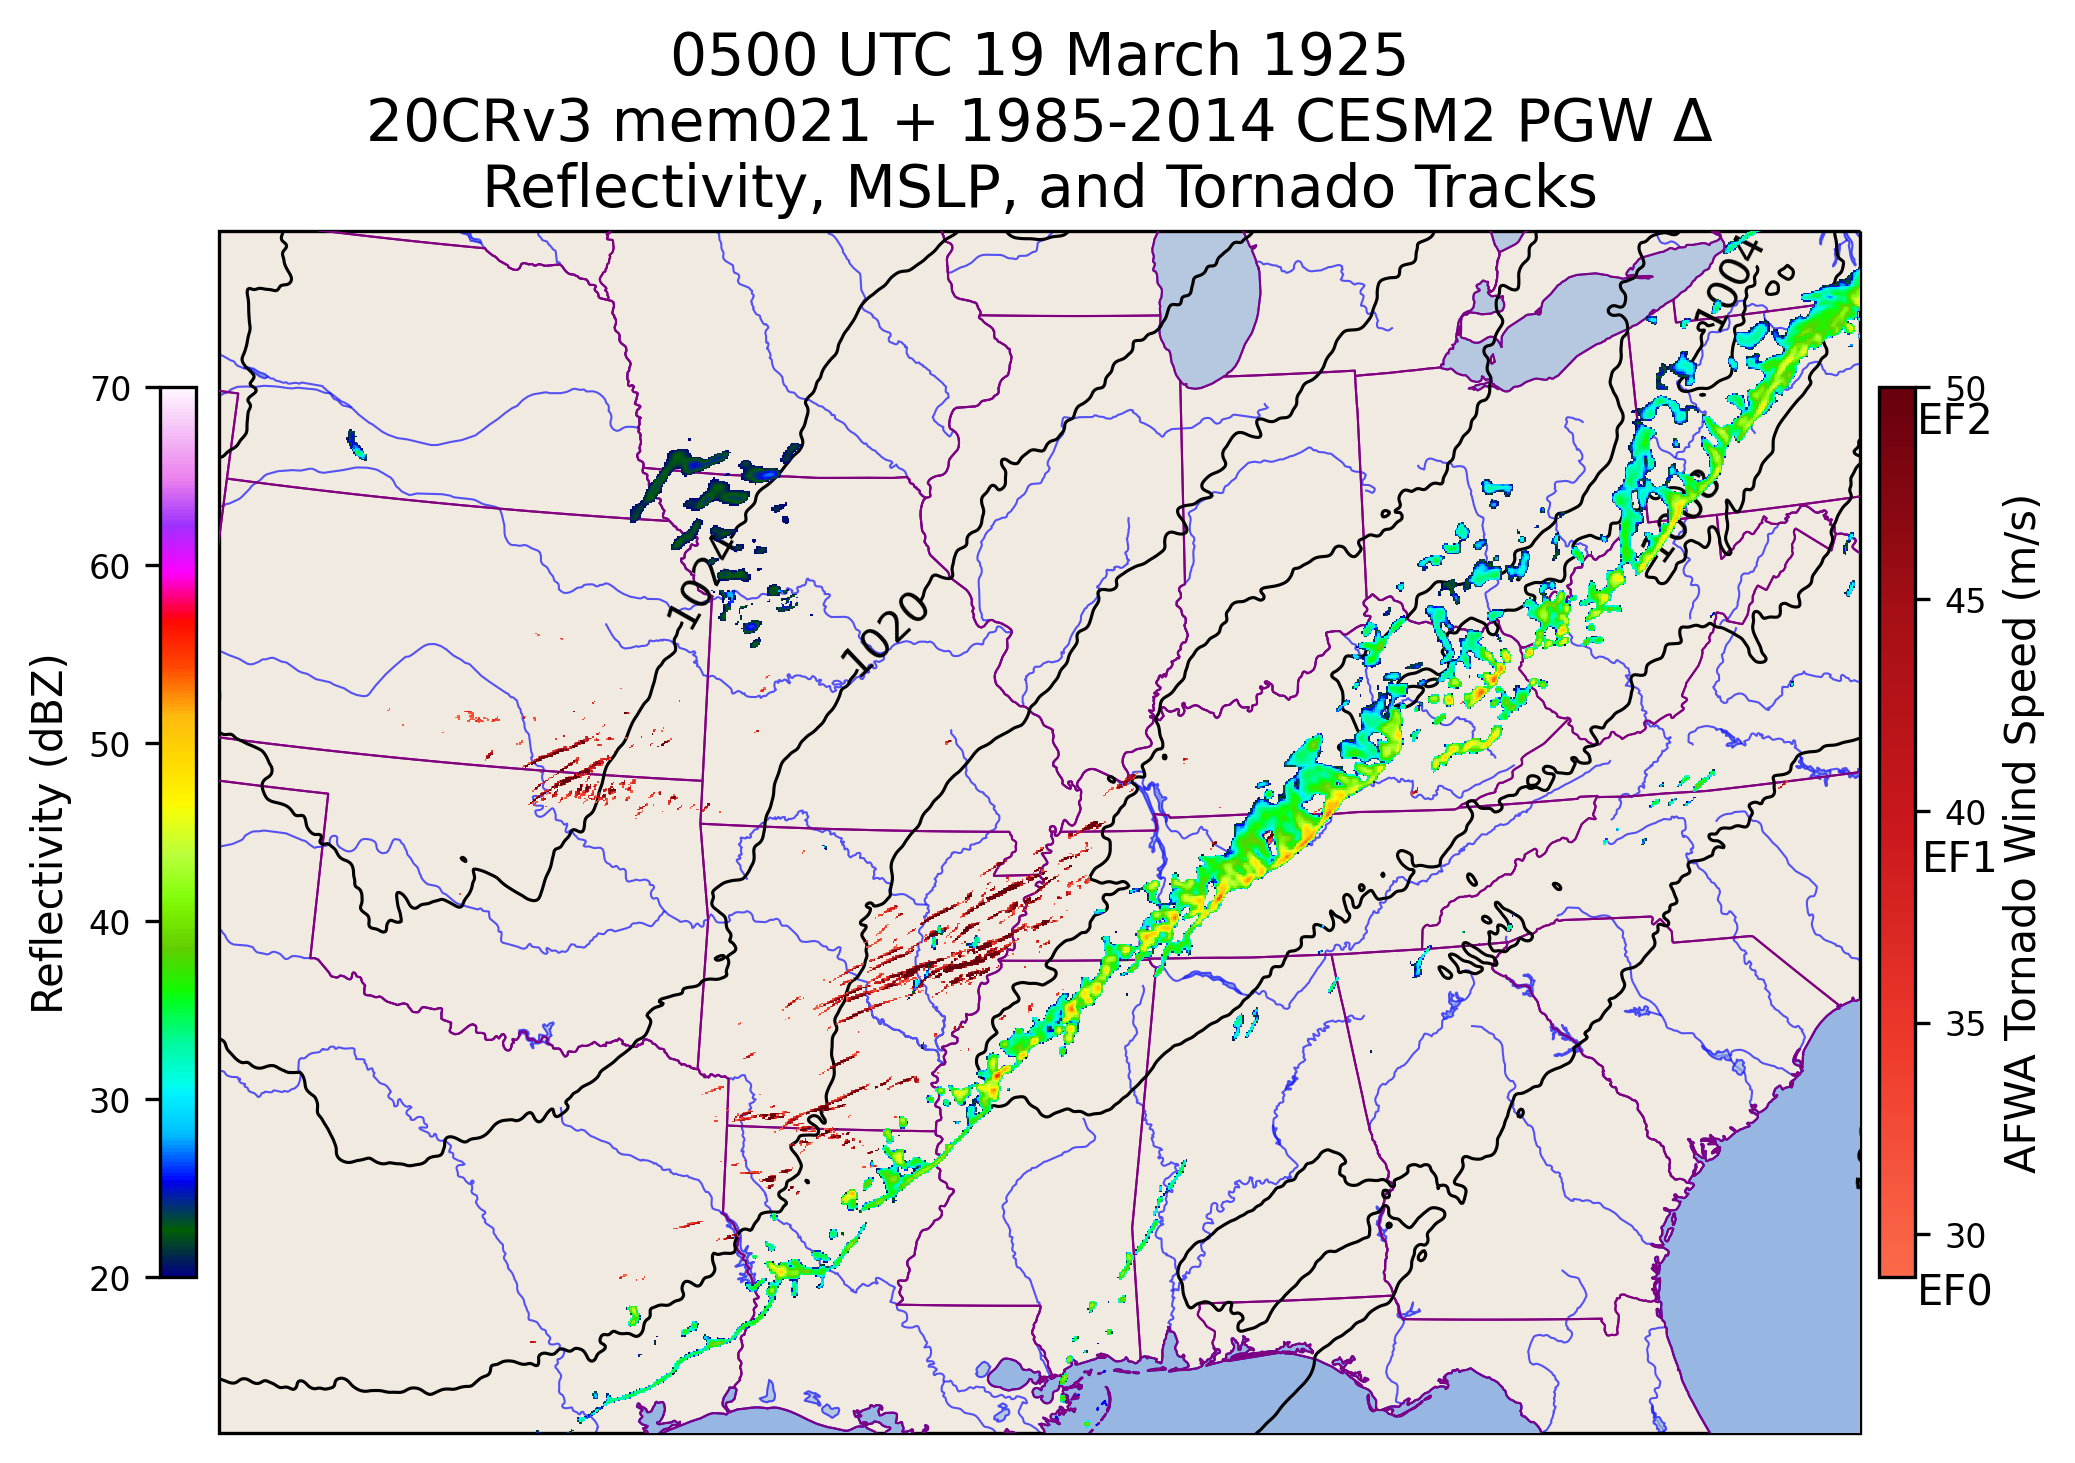 0500 UTC 19 March 1925
20CRv3 mem021 + 1985-2014 CESM2 PGW Δ
Reflectivity, MSLP, and Tornado Tracks
Reflectivity (dBZ)
70
60
50
40
30
20
1004
1024
1020
50
EF2
45
40
EF1
35
30
EF0
AFWA Tornado Wind Speed (m/s)